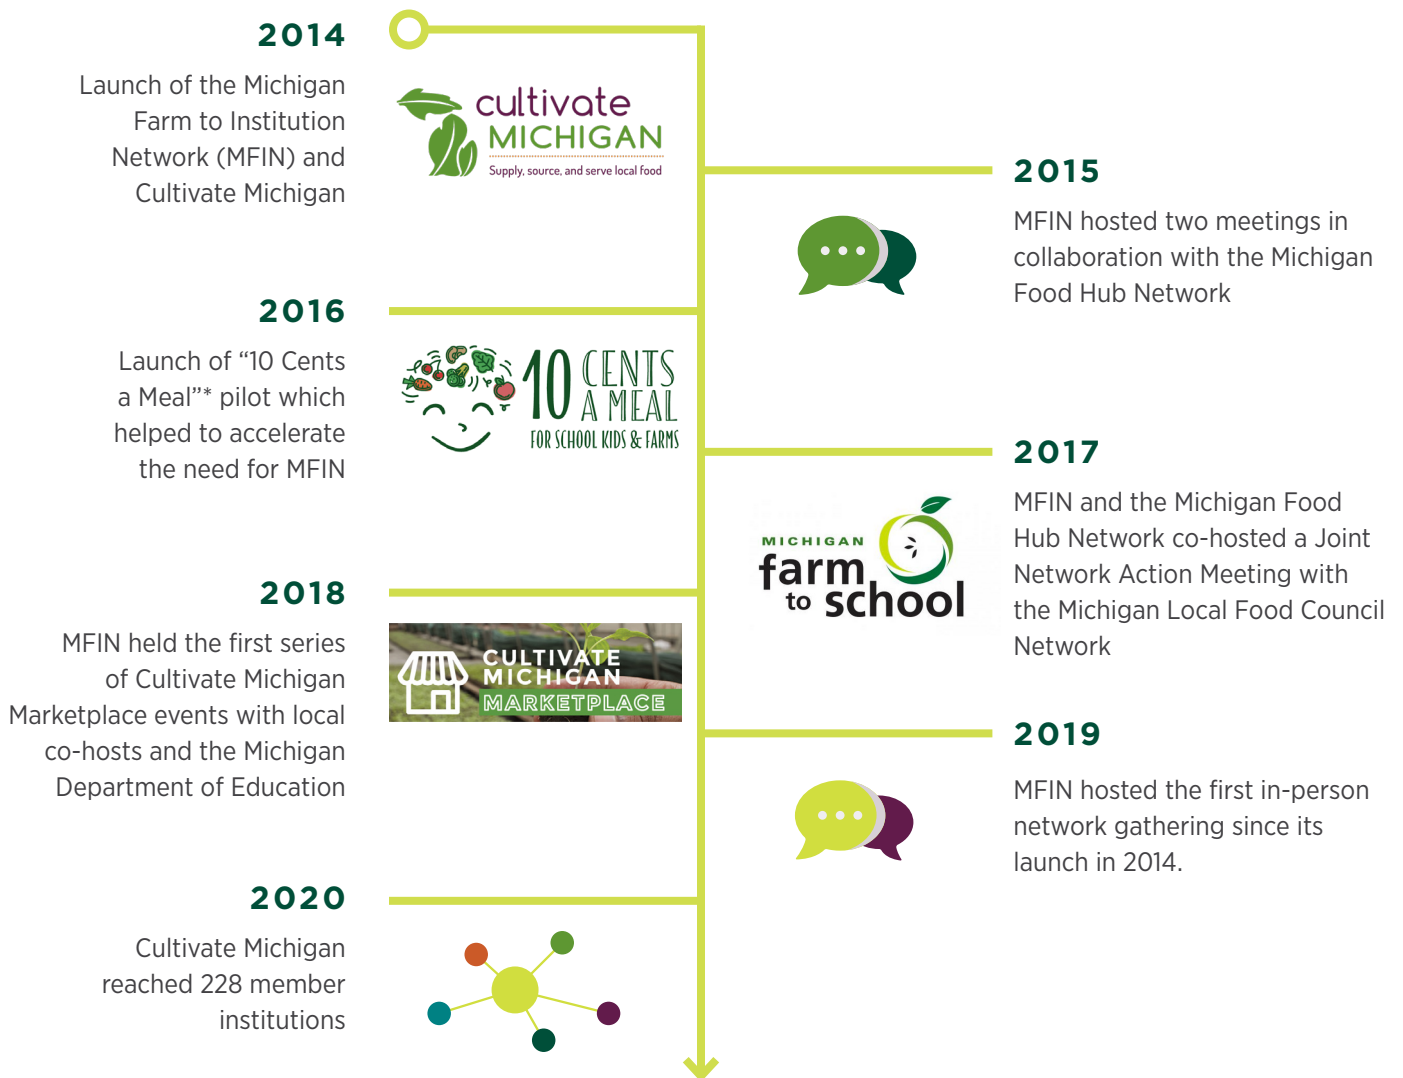 2014
Launch of the Michigan
Farm to Institution
Network (MFIN) and
Cultivate Michigan
cultivate
MICHIGAN
Supply, source, and serve local food
2015
MFIN hosted two meetings in
collaboration with the Michigan
Food Hub Network
2016
Launch of “10 Cents
a Meal”* pilot which
helped to accelerate
the need for MFIN
10 CENTS
A MEAL
FOR SCHOOL KIDS & FARMS
2017
MFIN and the Michigan Food
Hub Network co-hosted a Joint
Network Action Meeting with
the Michigan Local Food Council
Network
MICHIGAN
farm
to school
2018
MFIN held the first series
of Cultivate Michigan
Marketplace events with local
co-hosts and the Michigan
Department of Education
CULTIVATE
MICHIGAN
MARKETPLACE
2019
MFIN hosted the first in-person
network gathering since its
launch in 2014.
2020
Cultivate Michigan
reached 228 member
institutions